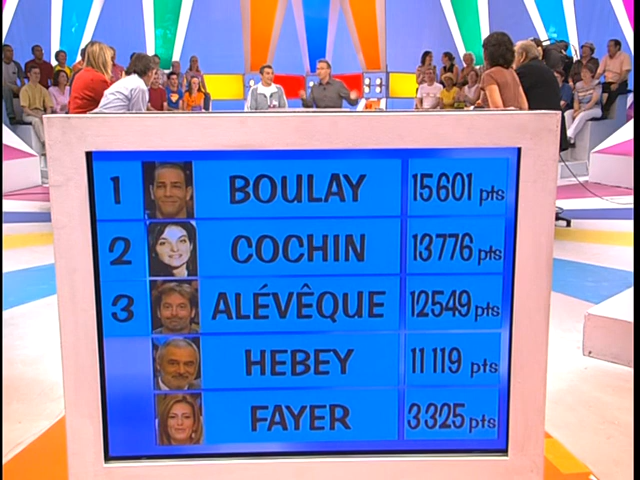 1 BOULAY 15601 pts
2 COCHIN 13776 pts
3 ALÉVÊQUE 12549 pts
HEBEY 11119 pts
FAYER 3325 pts